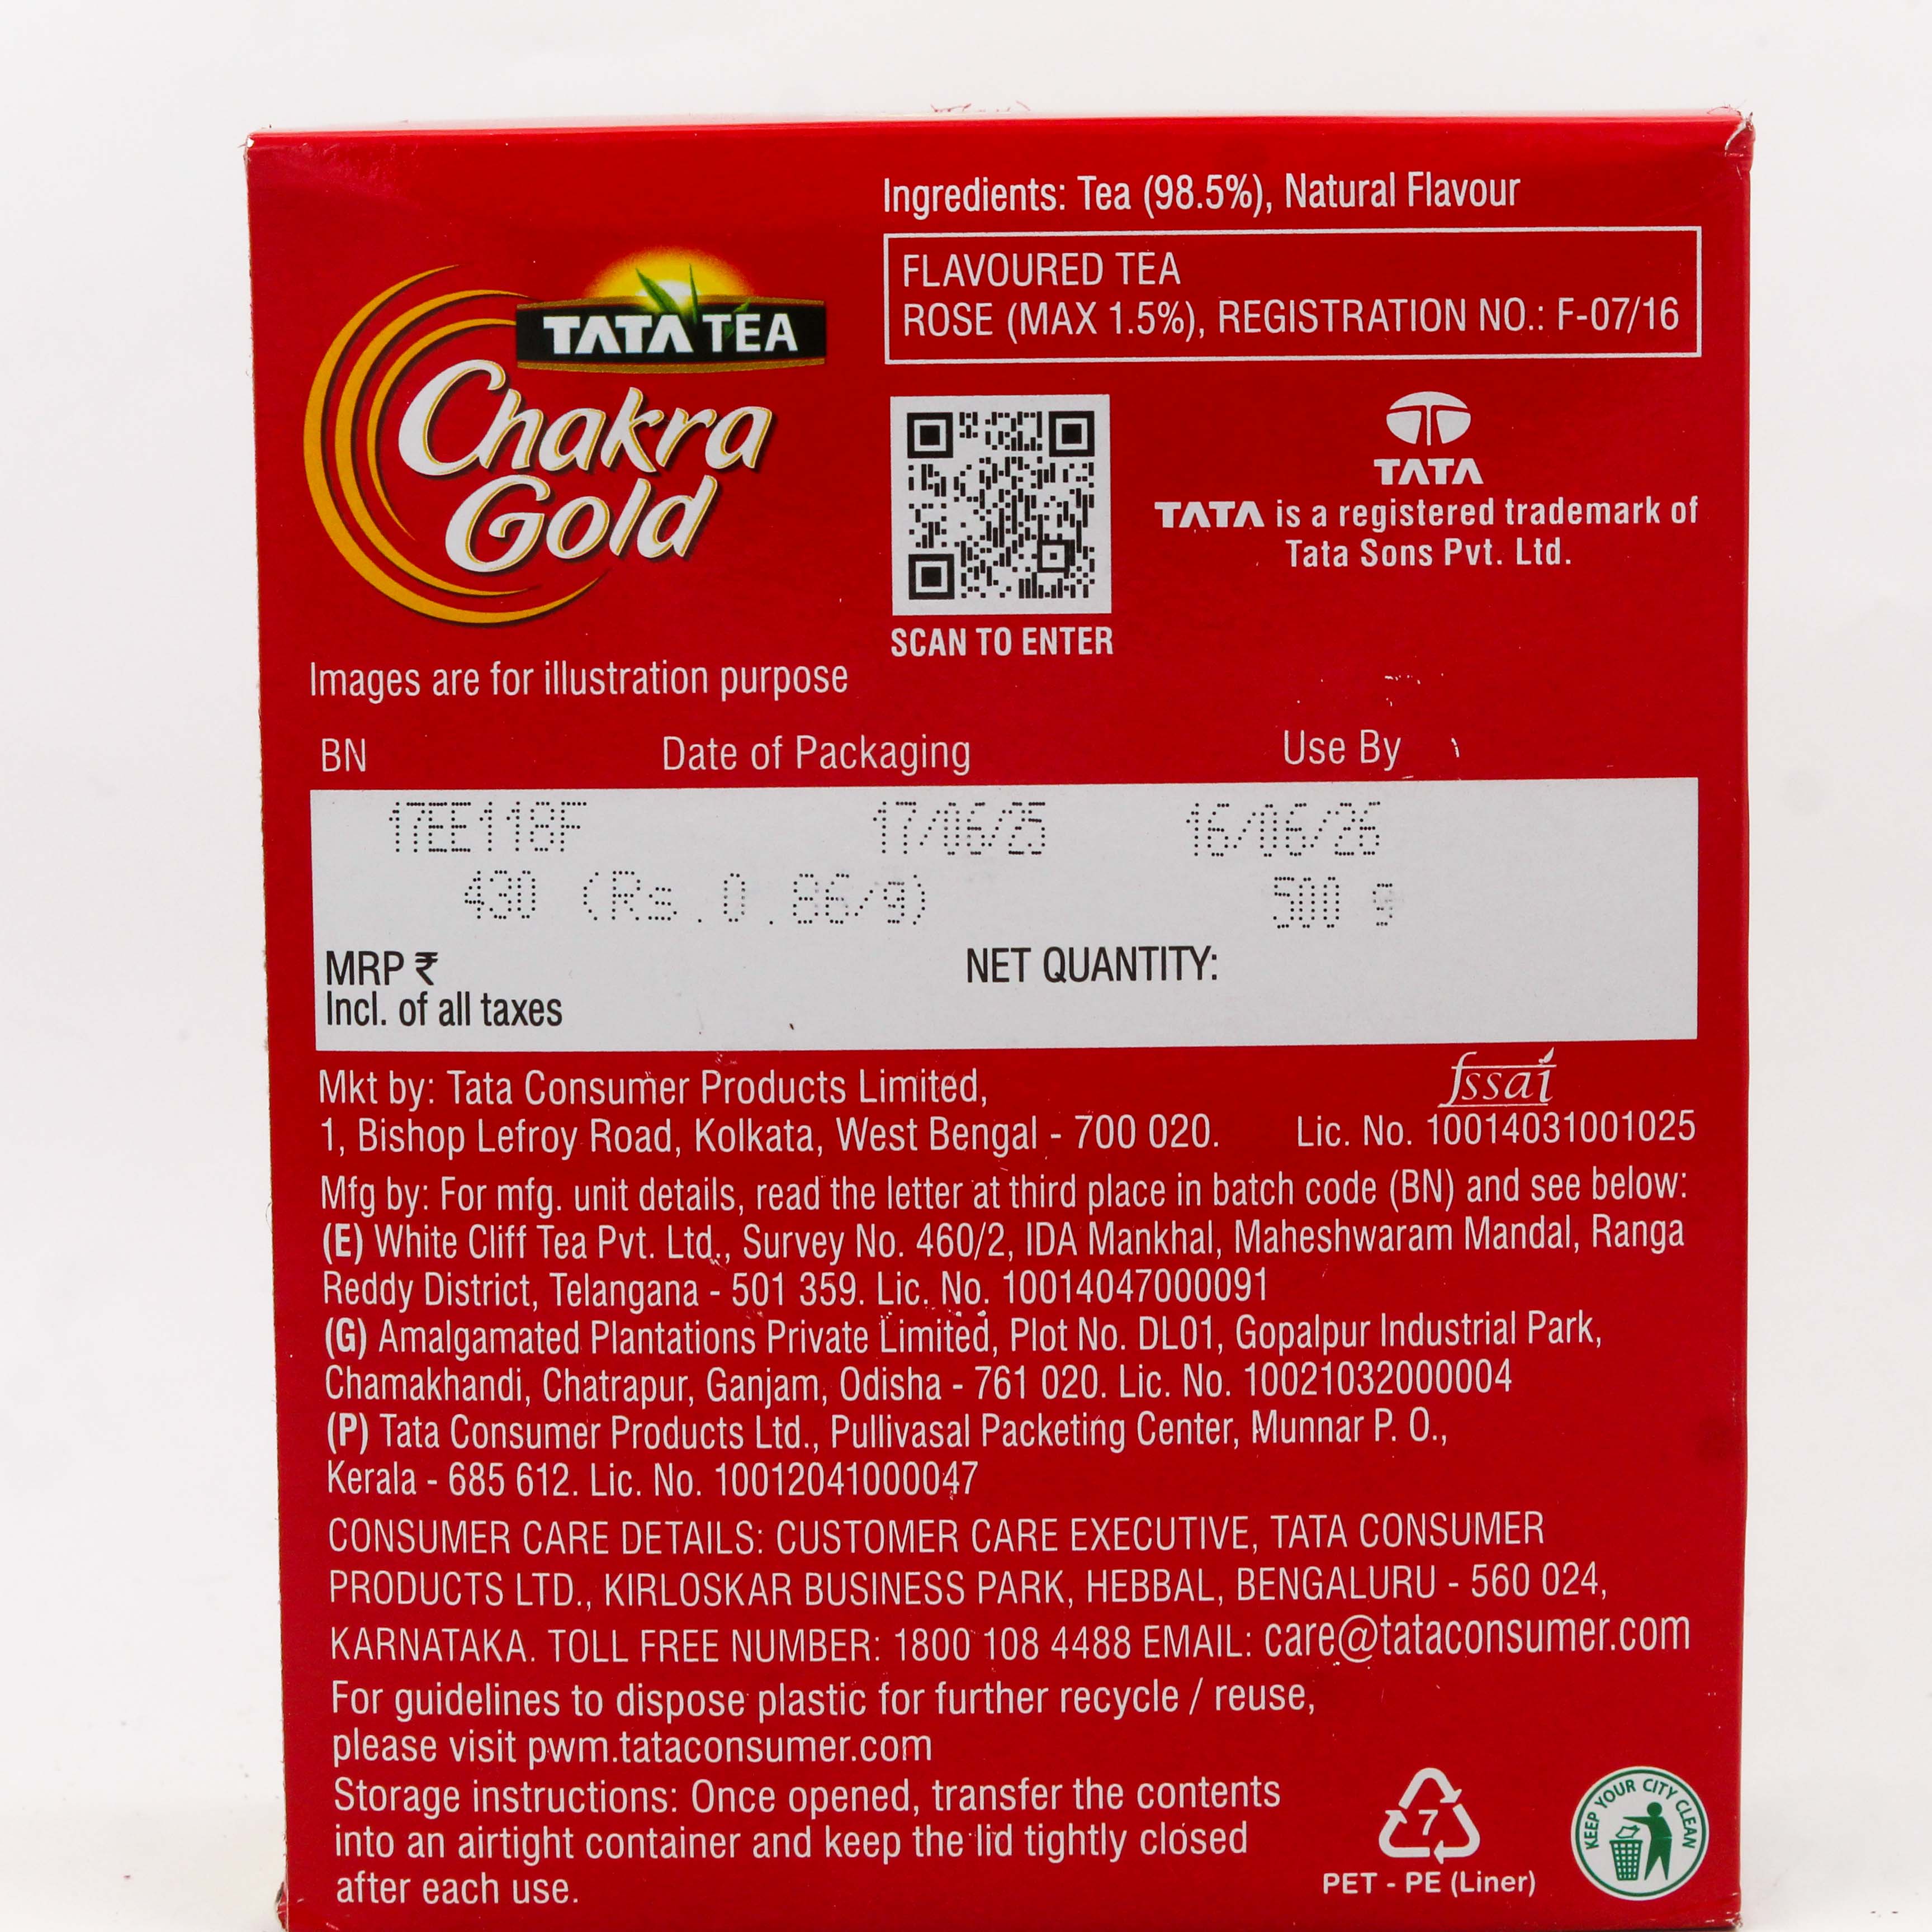 Ingredients: Tea (98.5%), Natural Flavour
FLAVOURED TEA
ROSE (MAX 1.5%), REGISTRATION NO.: F-07/16
TATA TEA
Chakra
Gold
TATA
TATA is a registered trademark of
Tata Sons Pvt. Ltd.
SCAN TO ENTER
Images are for illustration purpose
BN Date of Packaging Use By
17EE118F 17/06/25 16/06/26
430 (Rs.0.86/g) 500 g
MRP ₹ NET QUANTITY:
Incl. of all taxes
Mkt by: Tata Consumer Products Limited,
fssai
1, Bishop Lefroy Road, Kolkata, West Bengal - 700 020. Lic. No. 10014031001025
Mfg by: For mfg. unit details, read the letter at third place in batch code (BN) and see below:
(E) White Cliff Tea Pvt. Ltd., Survey No. 460/2, IDA Mankhal, Maheshwaram Mandal, Ranga
Reddy District, Telangana - 501 359. Lic. No. 10014047000091
(G) Amalgamated Plantations Private Limited, Plot No. DL01, Gopalpur Industrial Park,
Chamakhandi, Chatrapur, Ganjam, Odisha - 761 020. Lic. No. 10021032000004
(P) Tata Consumer Products Ltd., Pullivasal Packeting Center, Munnar P. O.,
Kerala - 685 612. Lic. No. 10012041000047
CONSUMER CARE DETAILS: CUSTOMER CARE EXECUTIVE, TATA CONSUMER
PRODUCTS LTD., KIRLOSKAR BUSINESS PARK, HEBBAL, BENGALURU - 560 024,
KARNATAKA. TOLL FREE NUMBER: 1800 108 4488 EMAIL: care@tataconsumer.com
For guidelines to dispose plastic for further recycle / reuse,
please visit pwm.tataconsumer.com
Storage instructions: Once opened, transfer the contents
into an airtight container and keep the lid tightly closed
after each use.
7
PET - PE (Liner)
KEEP YOUR CITY CLEAN